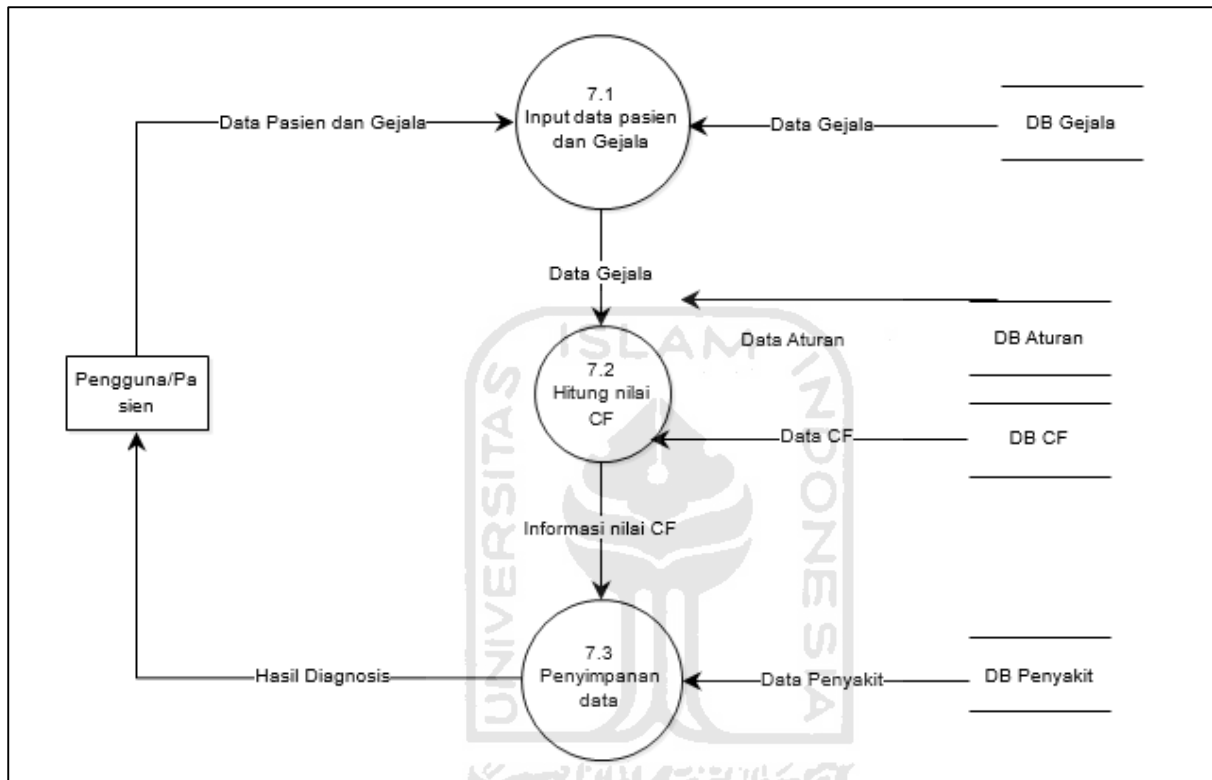 7.1
Input data pasien
dan Gejala
Data Pasien dan Gejala
Data Gejala
DB Gejala
Data Gejala
Data Aturan
DB Aturan
7.2
Hitung nilai
CF
Pengguna/Pa
sien
Data CF
DB CF
Informasi nilai CF
7.3
Penyimpanan
data
Hasil Diagnosis
Data Penyakit
DB Penyakit
ISLAM
UNIVERSITAS
INDONESIA